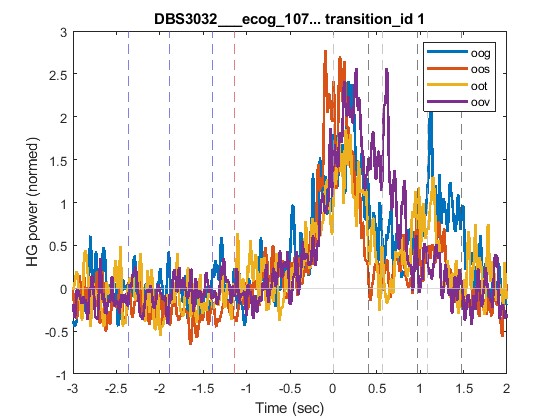 DBS3032___ecog_107... transition_id 1
HG power (normed)
3
2.5
2
1.5
1
0.5
0
-0.5
-1
oog
oos
oot
oov
-3 -2.5 -2 -1.5 -1 -0.5 0 0.5 1 1.5 2
Time (sec)